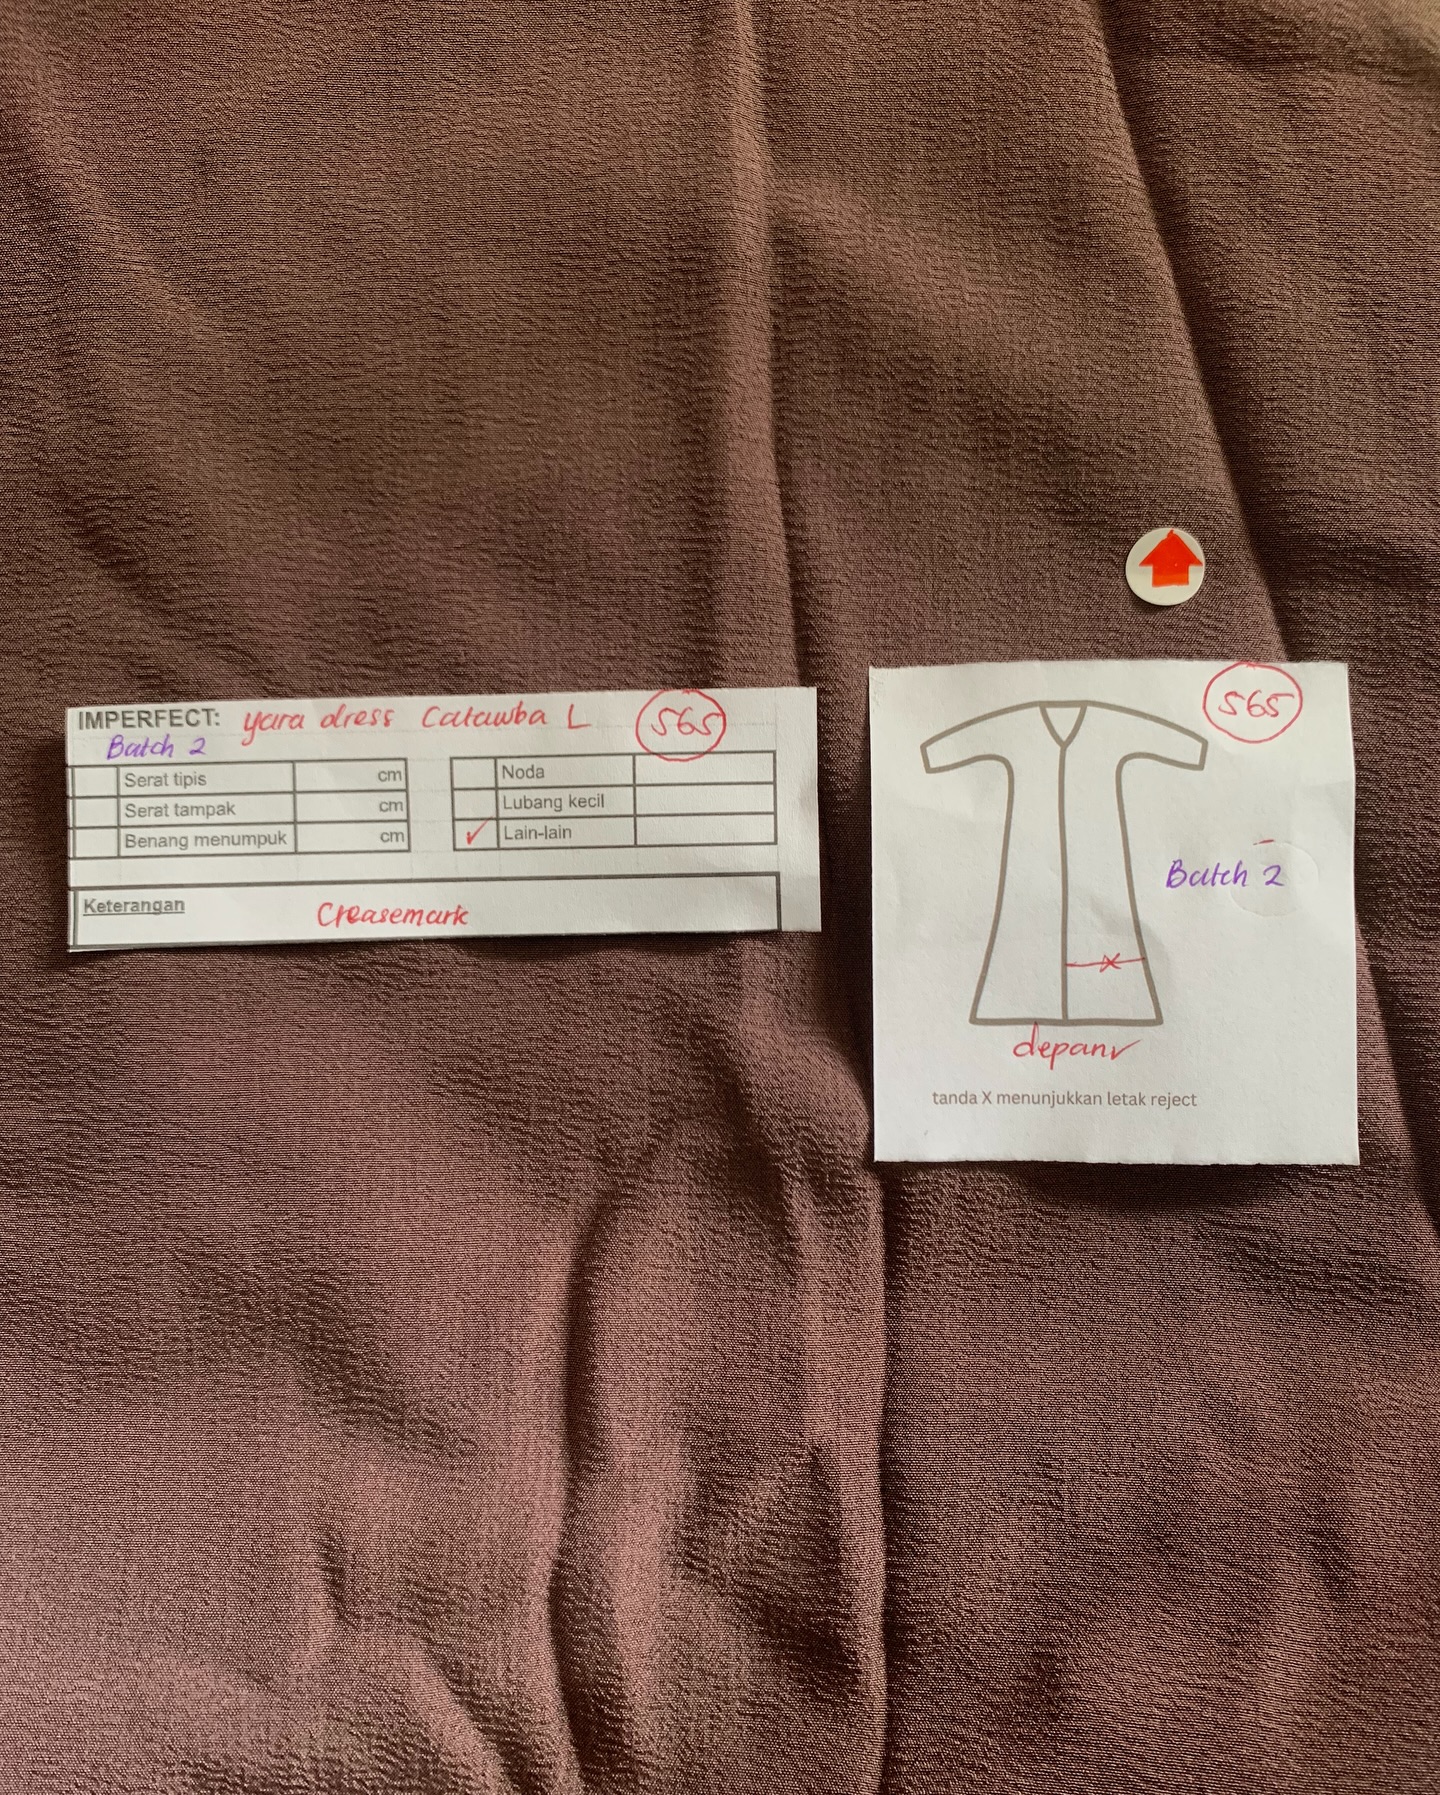 IMPERFECT: yara dress Catawba L 565
Batch 2
Serat tipis cm
Serat tampak cm
Benang menumpuk cm
Noda
Lubang kecil
✓ Lain-lain
Keterangan
Creasemark
565
Batch 2
X
depan ✓
tanda X menunjukkan letak reject